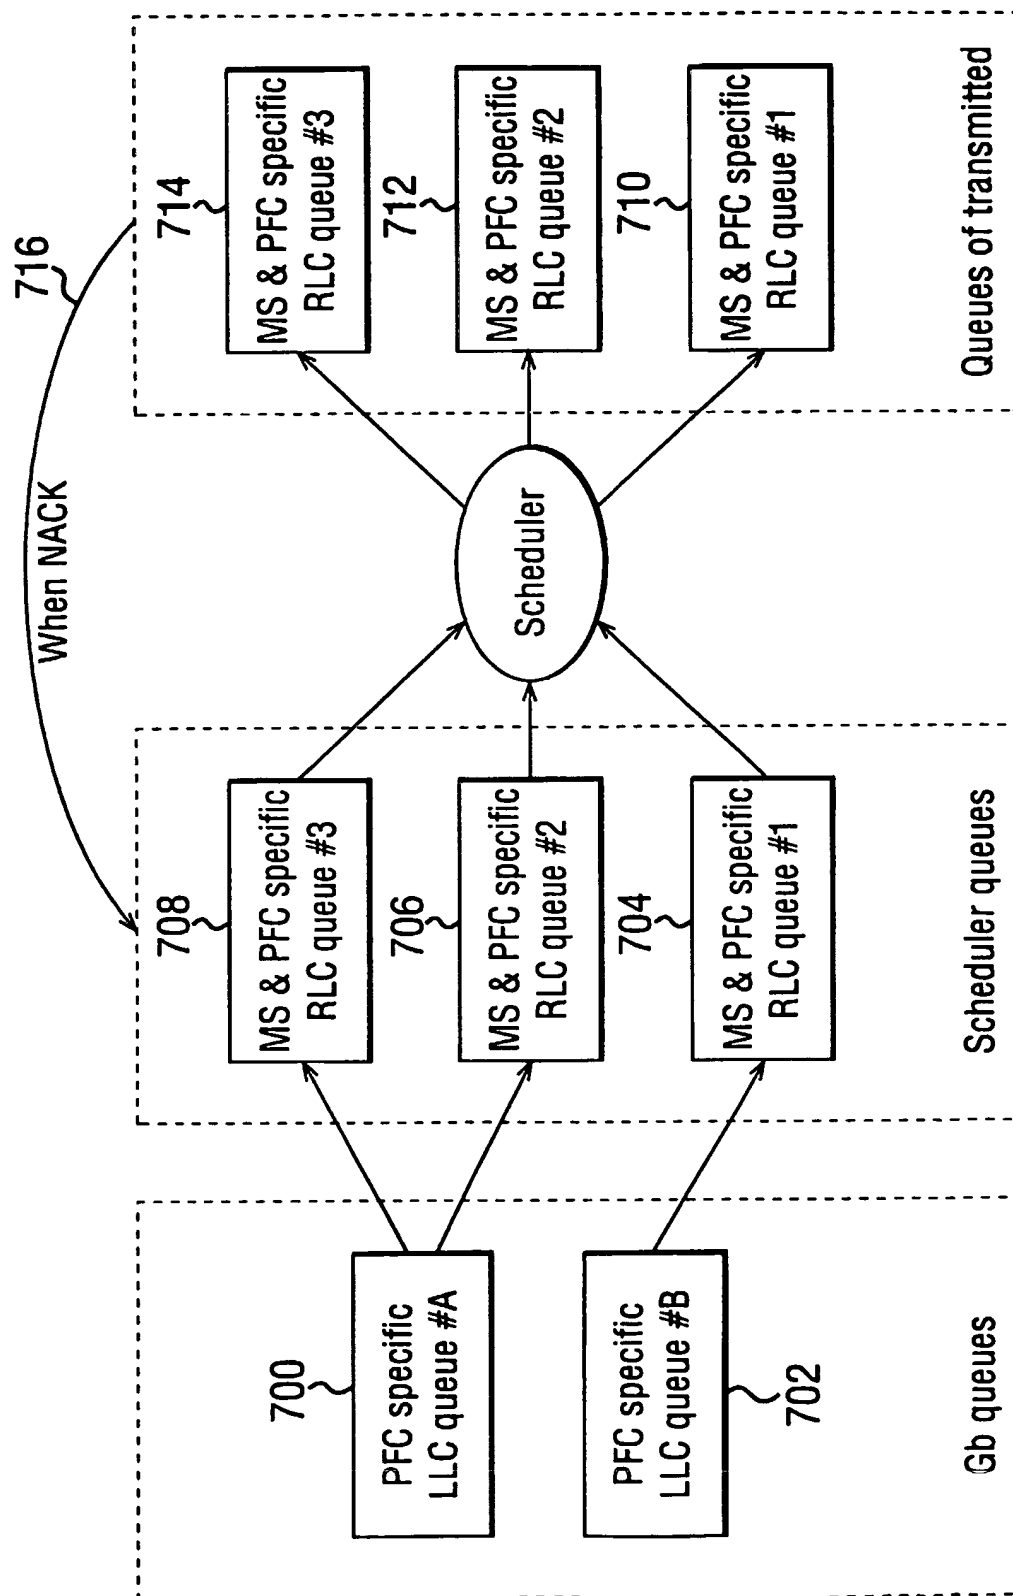 716
When NACK
700
PFC specific
LLC queue #A
PFC specific
LLC queue #B
702
Gb queues
708
MS & PFC specific
RLC queue #3
706
MS & PFC specific
RLC queue #2
704
MS & PFC specific
RLC queue #1
Scheduler queues
Scheduler
714
MS & PFC specific
RLC queue #3
712
MS & PFC specific
RLC queue #2
710
MS & PFC specific
RLC queue #1
Queues of transmitted